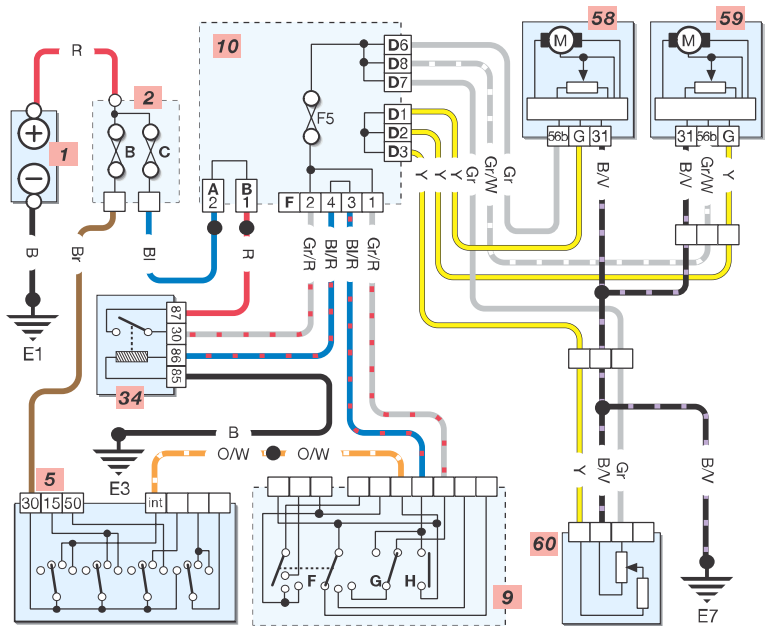 R
1
2
B
C
10
F5
D6
D8
D7
D1
D2
D3
A
2
B
1
F
2
4
3
1
58
M
56b
G
31
59
M
31
56b
G
B
E1
Br
Bl
R
Gr/R
Bl/R
Bl/R
Gr/R
Y
Y
Y
Gr
Gr/W
Gr
Y
B/V
B/V
Gr/W
Y
87
30
86
85
34
B
E3
O/W
O/W
5
30
15
50
int
F
G
H
9
Y
B/V
Gr
B/V
60
E7